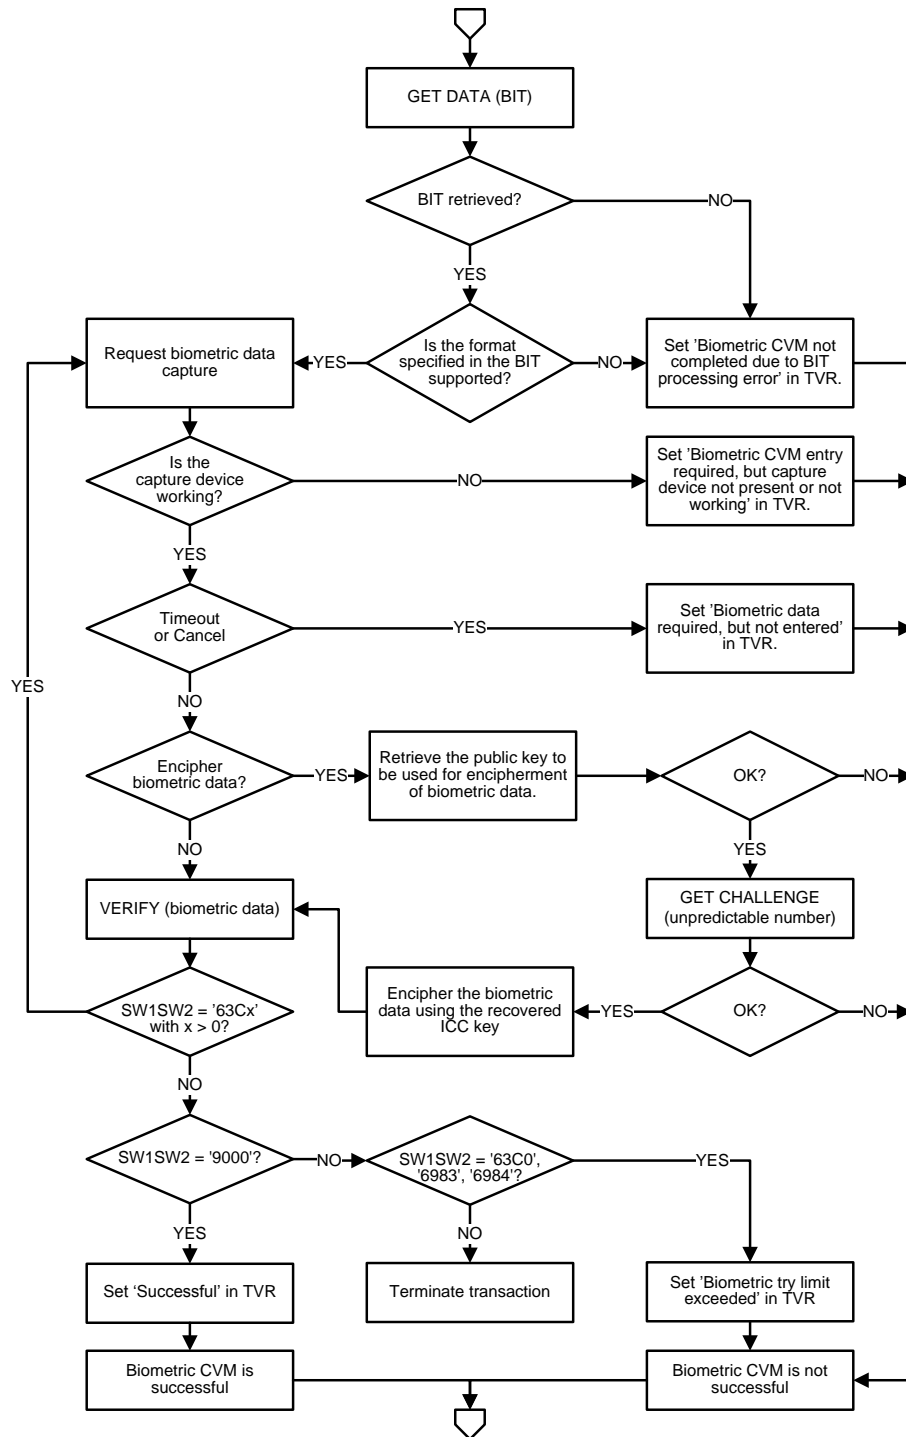 GET DATA (BIT)
BIT retrieved?
NO
YES
Request biometric data
capture
YES
Is the format
specified in the BIT
supported?
NO
Set 'Biometric CVM not
completed due to BIT
processing error’ in TVR.
Is the
capture device
working?
NO
Set ‘Biometric CVM entry
required, but capture
device not present or not
working’ in TVR.
YES
Timeout
or Cancel
YES
Set ‘Biometric data
required, but not entered’
in TVR.
YES
NO
Encipher
biometric data?
YES
Retrieve the public key to
be used for encipherment
of biometric data.
OK?
NO
NO
YES
VERIFY (biometric data)
GET CHALLENGE
(unpredictable number)
SW1SW2 = '63Cx'
with x > 0?
Encipher the biometric
data using the recovered
ICC key
YES
OK?
NO
NO
SW1SW2 = '9000'?
NO
SW1SW2 = '63C0',
'6983', '6984'?
YES
YES
NO
Set ‘Successful’ in TVR
Terminate transaction
Set 'Biometric try limit
exceeded’ in TVR
Biometric CVM is
successful
Biometric CVM is not
successful